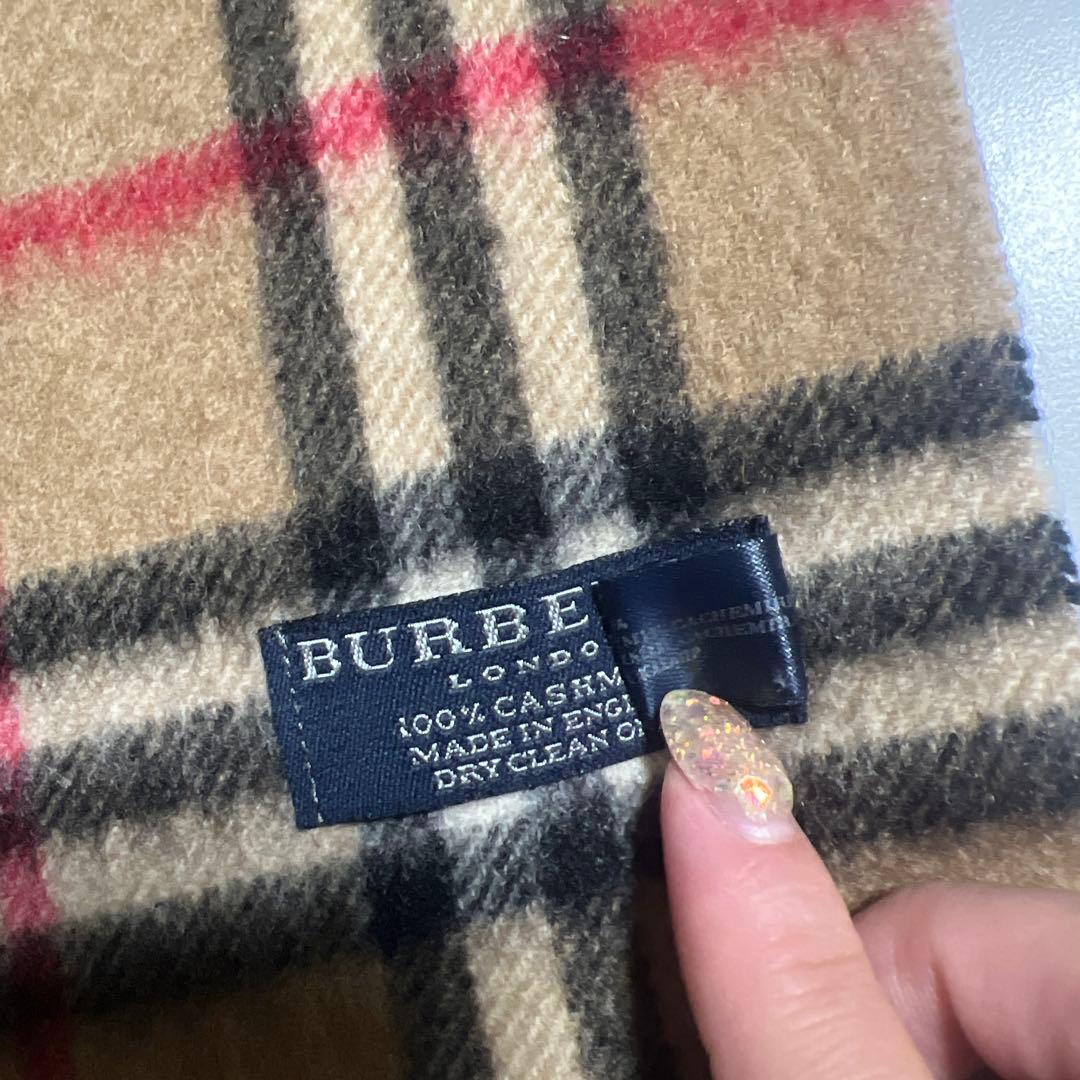 BURBE
LONDO
100% CASHM
MADE IN ENGL
DRY CLEAN O